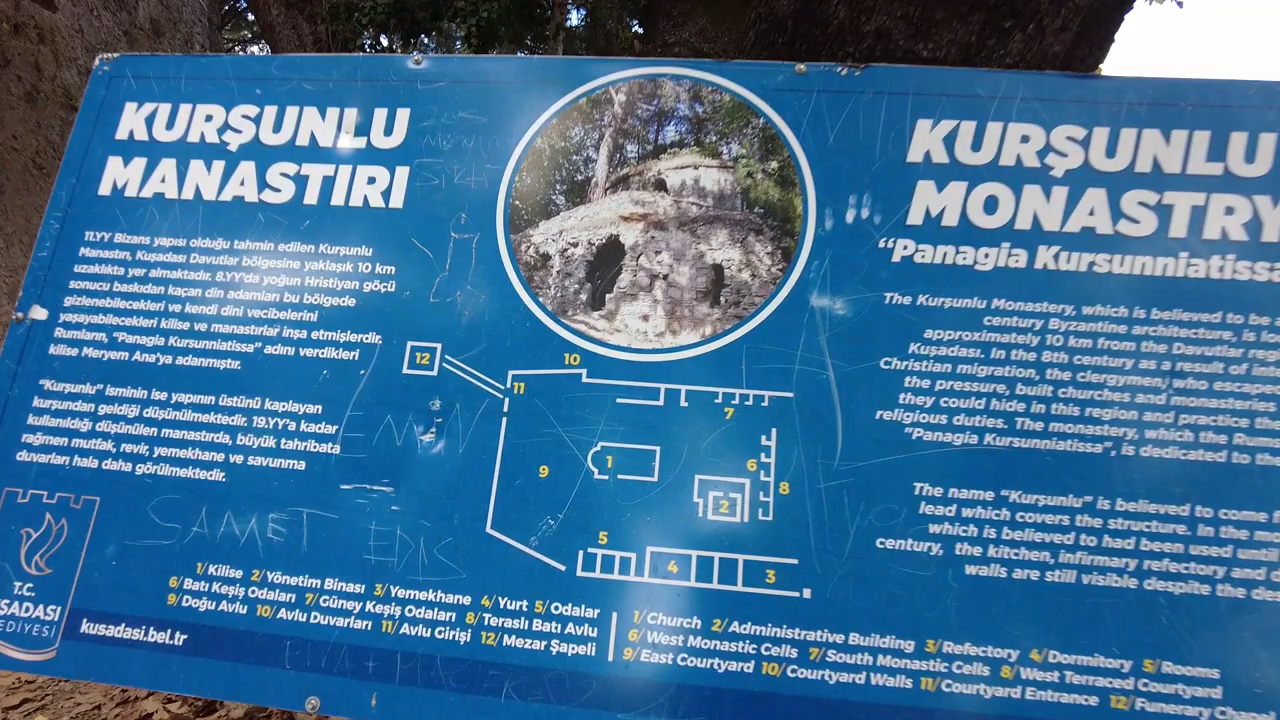 KURŞUNLU
MANASTIRI
11.YY Bizans yapısı olduğu tahmin edilen Kurşunlu
Manastırı, Kuşadası Davutlar bölgesine yaklaşık 10 km
uzaklıkta yer almaktadır. 8.YY'da yoğun Hristiyan göçü
sonucu baskıdan kaçan din adamları bu bölgede
gizlenebilecekleri ve kendi dini vecibelerini
yaşayabilecekleri kilise ve manastırlar inşa etmişlerdir.
Rumların, “Panagia Kursunniatissa” adını verdikleri
kilise Meryem Ana'ya adanmıştır.
“Kurşunlu” isminin ise yapının üstünü kaplayan
kurşundan geldiği düşünülmektedir. 19.YY'a kadar
kullanıldığı düşünülen manastırda, büyük tahribata
rağmen mutfak, revir, yemekhane ve savunma
duvarları hala daha görülmektedir.
12
10
11
7
1
9
6
8
2
5
4
3
KURŞUNLU
MONASTRY
“Panagia Kursunniatissa
The Kurşunlu Monastery, which is believed to be
century Byzantine architecture, is
approximately 10 km from the Davutlar
Kuşadası. In the 8th century as a result of
Christian migration, the clergymen, who
the pressure, built churches and monasteries
they could hide in this region and practice
religious duties. The monastery, which the
“Panagia Kursunniatissa”, is dedicated to
The name “Kurşunlu” is believed to come
lead which covers the structure. In the
which is believed to had been used until
century, the kitchen, infirmary refectory and
walls are still visible despite the
SAMET EDİS
EMİN
T.C.
EDİYESİ
kusadasi.bel.tr
1/Kilise 2/Yönetim Binası 3/Yemekhane 4/Yurt 5/Odalar
6/Batı Keşiş Odaları 7/Güney Keşiş Odaları 8/Teraslı Batı Avlu
9/Doğu Avlu 10/Avlu Duvarları 11/Avlu Girişi 12/Mezar Şapeli
1/Church 2/Administrative Building 3/Refectory 4/Dormitory 5/Rooms
6/West Monastic Cells 7/South Monastic Cells 8/West Terraced Courtyard
9/East Courtyard 10/Courtyard Walls 11/Courtyard Entrance 12/Funerary